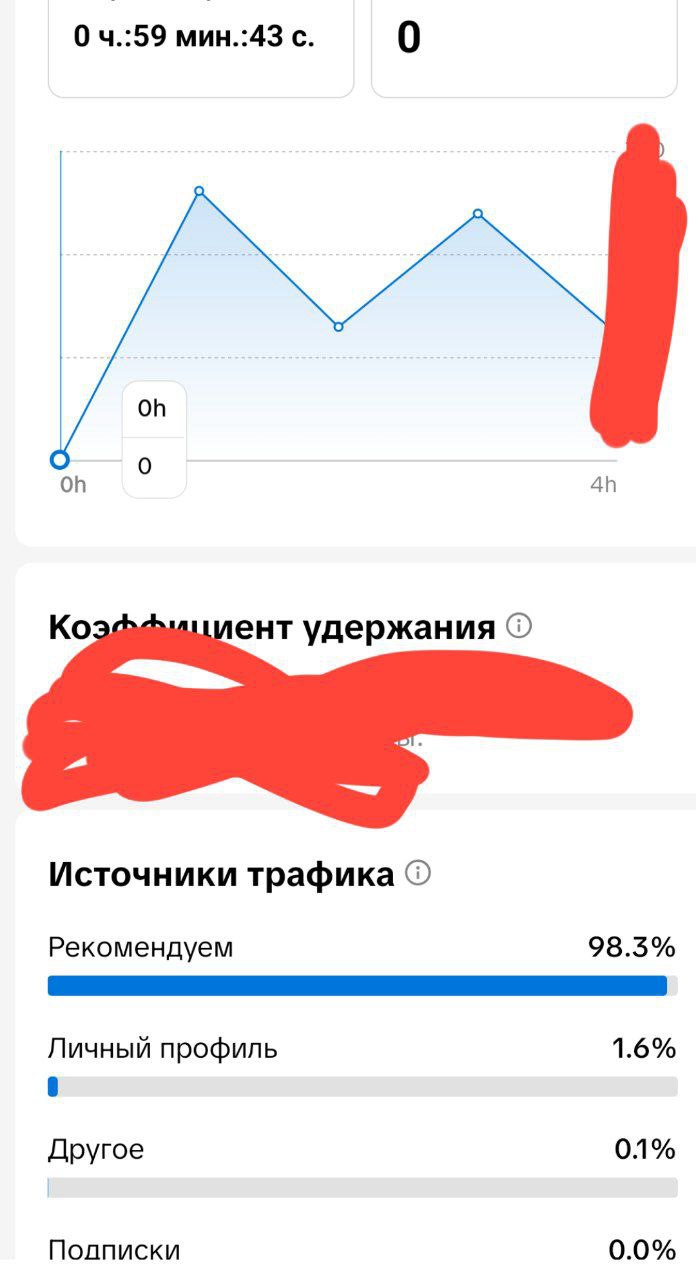 0 ч.:59 мин.:43 с.
0
0h
0
0h
4h
Коэффициент удержания
Источники трафика
Рекомендуем
98.3%
Личный профиль
1.6%
Другое
0.1%
Подписки
0.0%